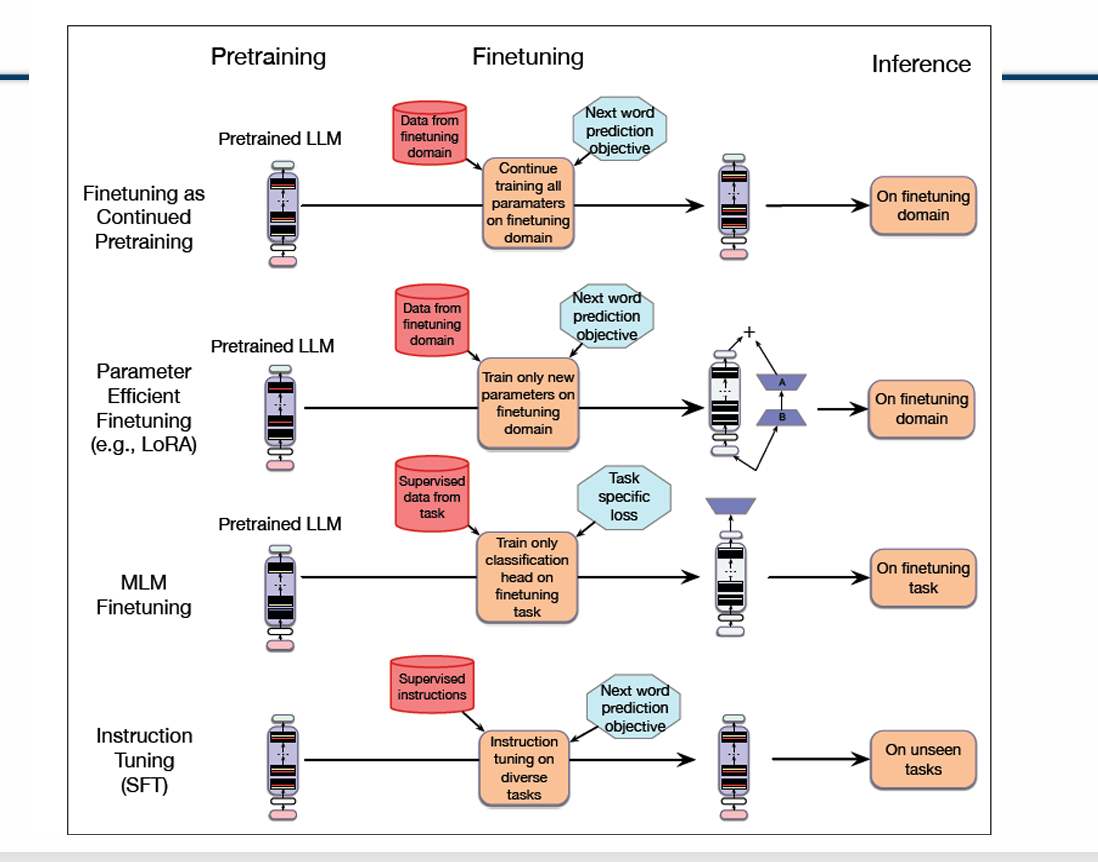 Pretraining
Finetuning
Inference
Finetuning as
Continued
Pretraining
Pretrained LLM
Data from
finetuning
domain
Next word
prediction
objective
Continue
training all
paramaters
on finetuning
domain
On finetuning
domain
Parameter
Efficient
Finetuning
(e.g., LoRA)
Pretrained LLM
Data from
finetuning
domain
Next word
prediction
objective
Train only new
parameters on
finetuning
domain
+
A
B
On finetuning
domain
MLM
Finetuning
Pretrained LLM
Supervised
data from
task
Task
specific
loss
Train only
classification
head on
finetuning
task
On finetuning
task
Instruction
Tuning
(SFT)
Supervised
instructions
Next word
prediction
objective
Instruction
tuning on
diverse
tasks
On unseen
tasks